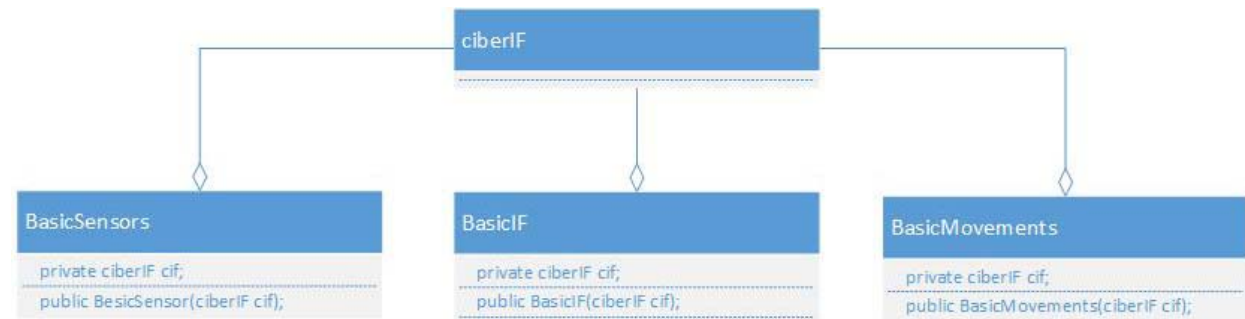 ciberIF
BasicSensors
private ciberIF cif;
public BesicSensor(ciberIF cif);
BasicIF
private ciberIF cif;
public BasicIF(ciberIF cif);
BasicMovements
private ciberIF cif;
public BasicMovements(ciberIF cif);